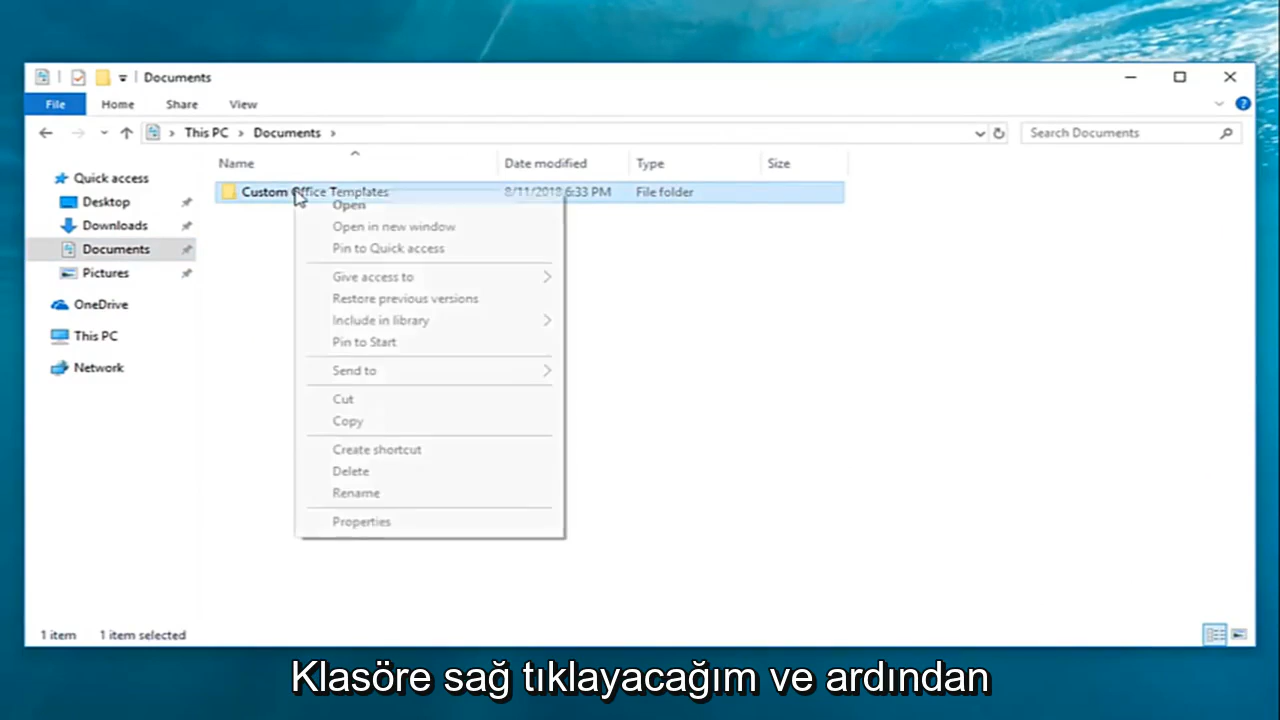 Documents
File Home Share View
This PC > Documents > Search Documents
Name Date modified Type Size
Quick access
Desktop
Downloads
Documents
Pictures
OneDrive
This PC
Network
Custom Office Templates 8/11/2018 6:33 PM File folder
Open
Open in new window
Pin to Quick access
Give access to
Restore previous versions
Include in library
Pin to Start
Send to
Cut
Copy
Create shortcut
Delete
Rename
Properties
1 item 1 item selected
Klasöre sağ tıklayacağım ve ardından